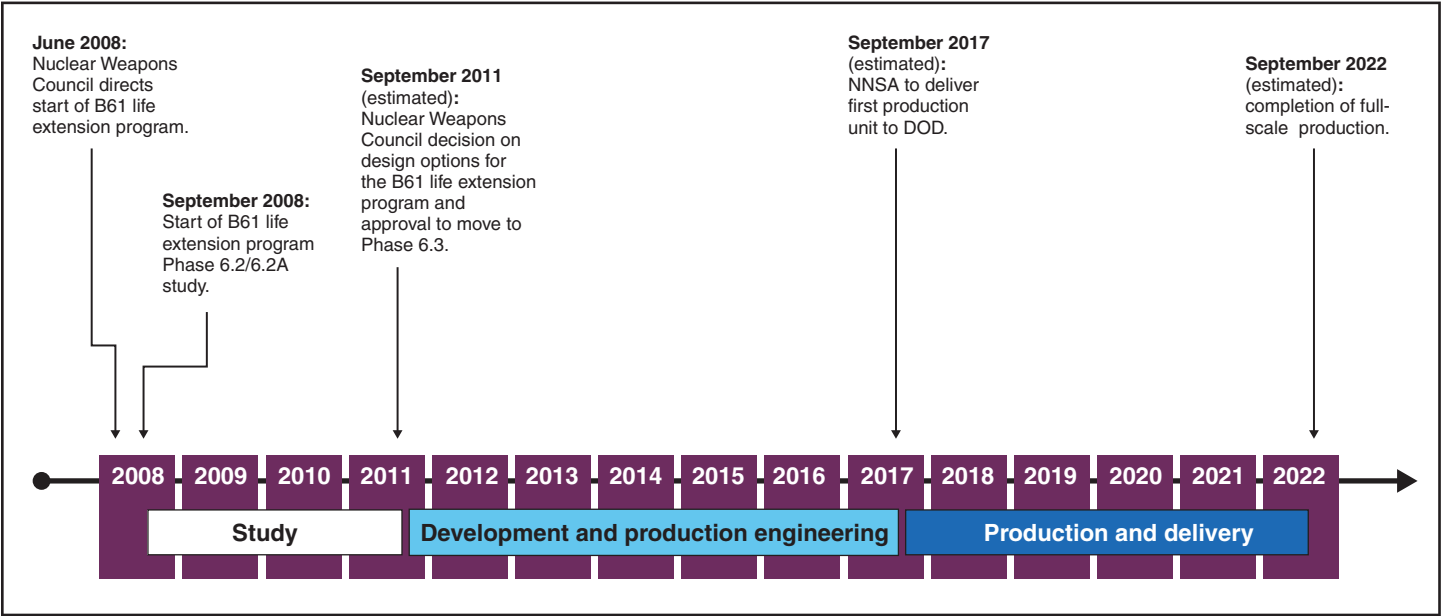 June 2008:
Nuclear Weapons
Council directs
start of B61 life
extension program.
September 2008:
Start of B61 life
extension program
Phase 6.2/6.2A
study.
September 2011
(estimated):
Nuclear Weapons
Council decision on
design options for
the B61 life extension
program and
approval to move to
Phase 6.3.
September 2017
(estimated):
NNSA to deliver
first production
unit to DOD.
September 2022
(estimated):
completion of full-
scale production.
2008 2009 2010 2011 2012 2013 2014 2015 2016 2017 2018 2019 2020 2021 2022
Study Development and production engineering Production and delivery